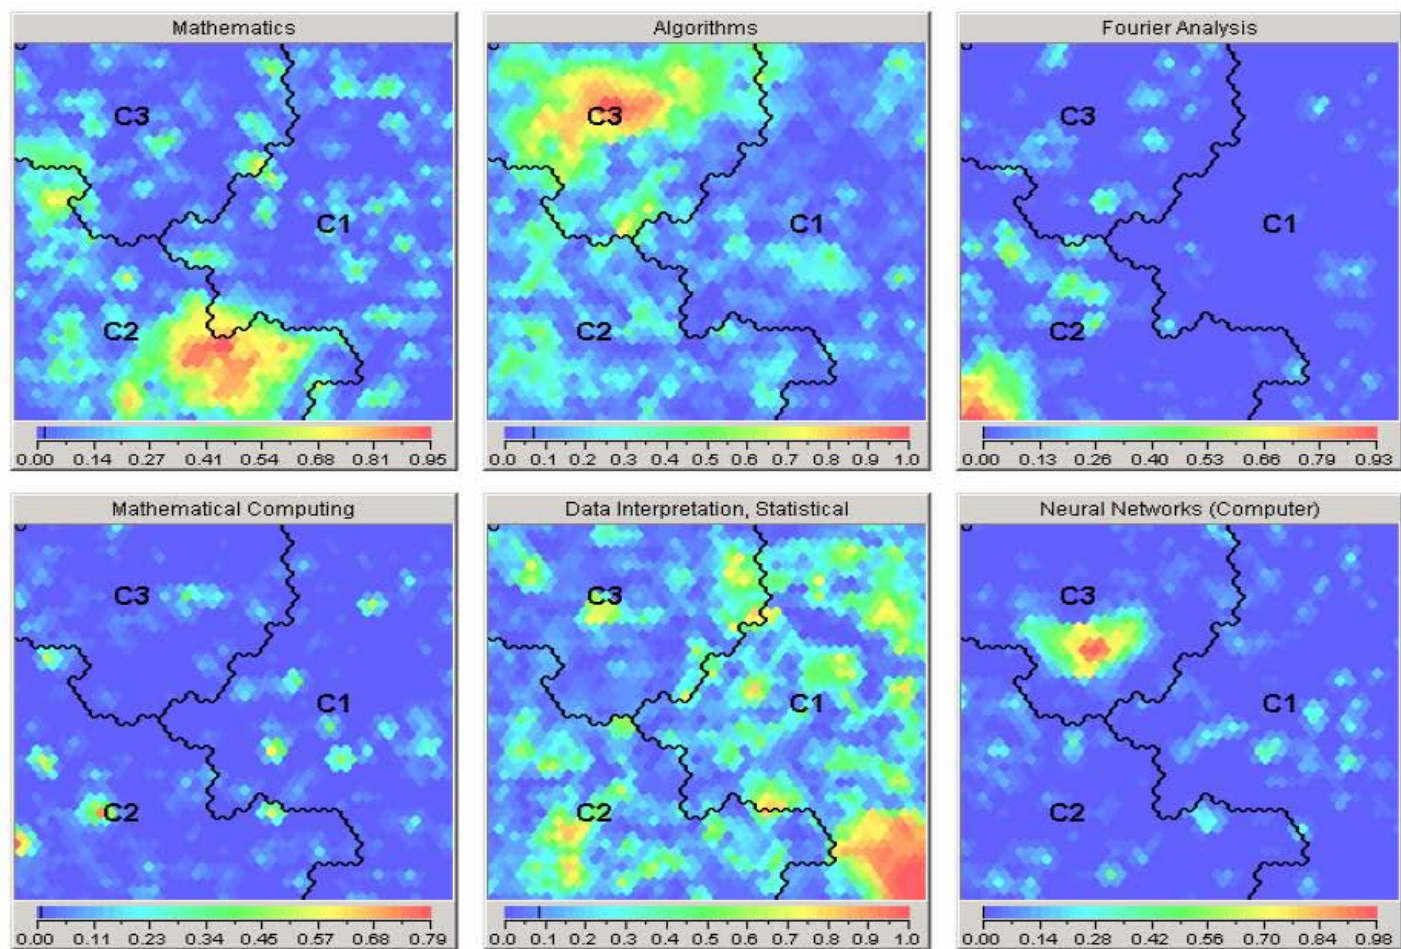 Mathematics
Algorithms
Fourier Analysis
C3
C3
C3
C1
C1
C1
C2
C2
C2
0.00 0.14 0.27 0.41 0.54 0.68 0.81 0.95
0.0 0.1 0.2 0.3 0.4 0.5 0.6 0.7 0.8 0.9 1.0
0.00 0.13 0.26 0.40 0.53 0.66 0.79 0.93
Mathematical Computing
Data Interpretation, Statistical
Neural Networks (Computer)
C3
C3
C3
C1
C1
C1
C2
C2
C2
0.00 0.11 0.23 0.34 0.45 0.57 0.68 0.79
0.0 0.1 0.2 0.3 0.4 0.5 0.6 0.7 0.8 0.9 1.0
0.00 0.14 0.28 0.42 0.56 0.70 0.84 0.98